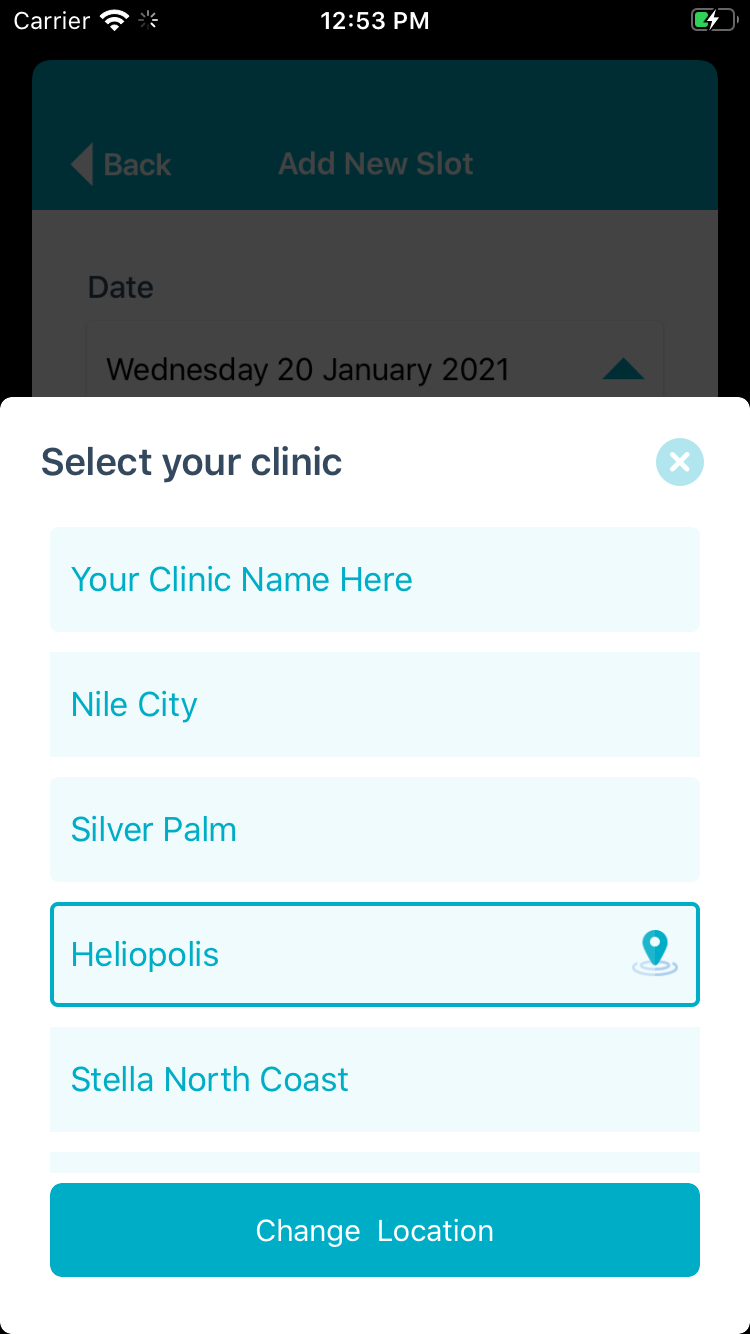 Carrier 12:53 PM
Back Add New Slot
Date
Wednesday 20 January 2021
Select your clinic
Your Clinic Name Here
Nile City
Silver Palm
Heliopolis
Stella North Coast
Change Location